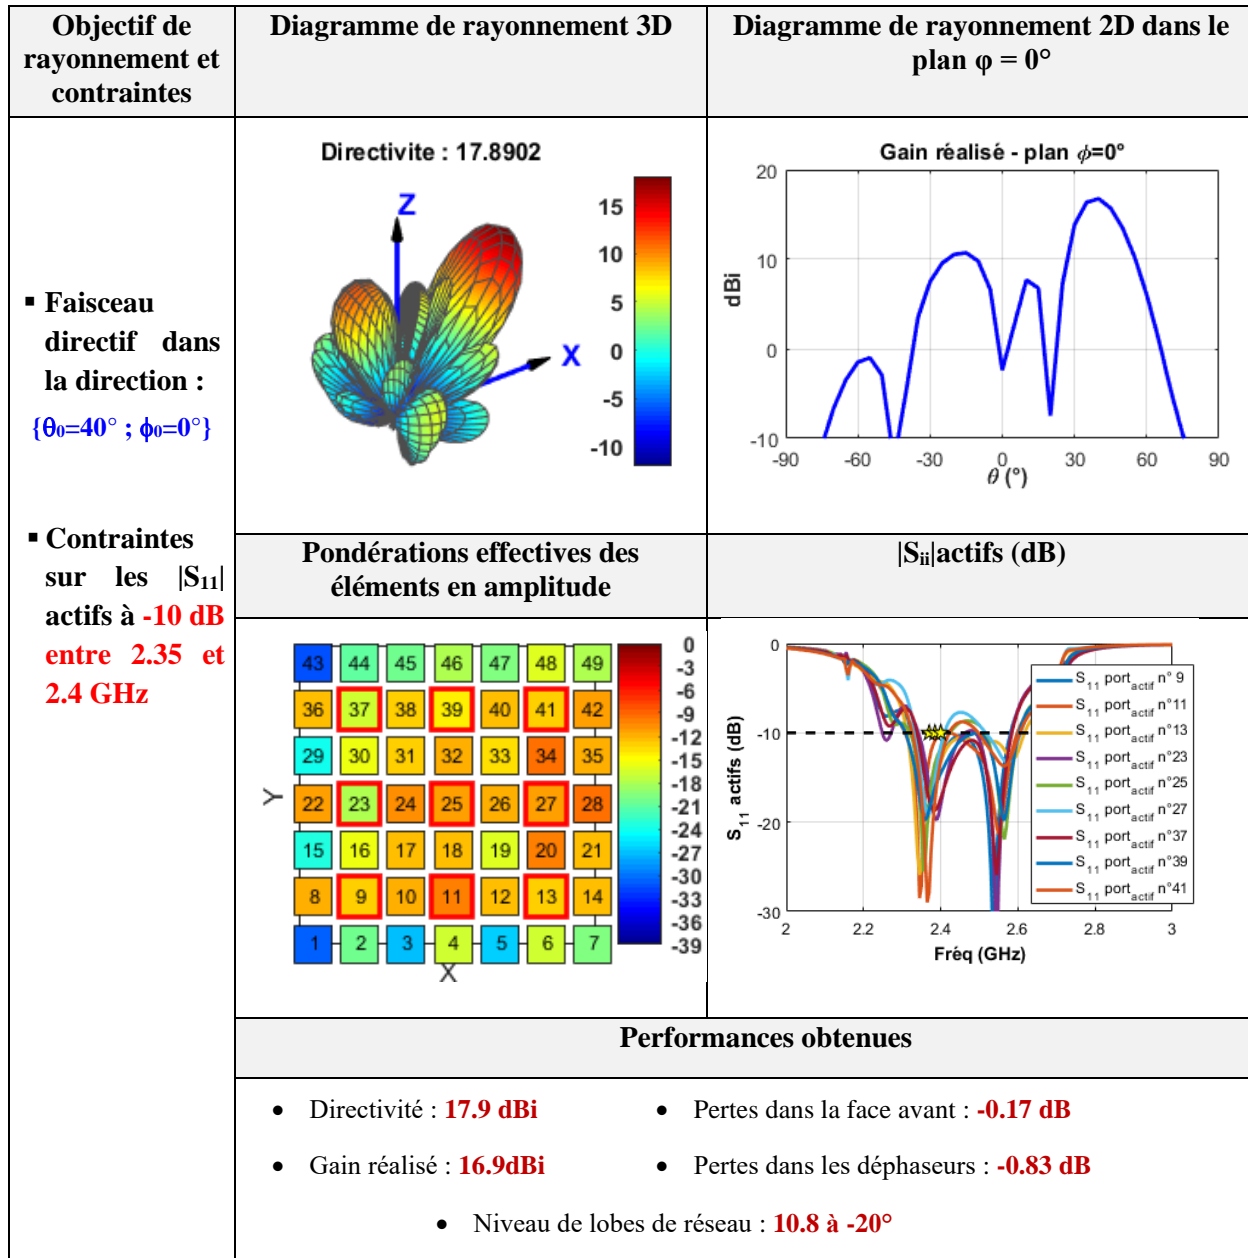 Objectif de
rayonnement et
contraintes
Diagramme de rayonnement 3D
Diagramme de rayonnement 2D dans le
plan φ = 0°
▪ Faisceau
directif dans
la direction :
{θ₀=40° ; ϕ₀=0°}
▪ Contraintes
sur les |S₁₁|
actifs à -10 dB
entre 2.35 et
2.4 GHz
Directivite : 17.8902
Z
X
15
10
5
0
-5
-10
Gain réalisé - plan ϕ=0°
20
10
0
-10
dBi
-90 -60 -30 0 30 60 90
θ (°)
Pondérations effectives des
éléments en amplitude
|Sᵢᵢ|actifs (dB)
43 44 45 46 47 48 49
36 37 38 39 40 41 42
29 30 31 32 33 34 35
22 23 24 25 26 27 28
15 16 17 18 19 20 21
8 9 10 11 12 13 14
1 2 3 4 5 6 7
Y
X
0
-3
-6
-9
-12
-15
-18
-21
-24
-27
-30
-33
-36
-39
0
-10
-20
-30
S₁₁ actifs (dB)
2 2.2 2.4 2.6 2.8 3
Fréq (GHz)
S₁₁ port_actif n° 9
S₁₁ port_actif n°11
S₁₁ port_actif n°13
S₁₁ port_actif n°23
S₁₁ port_actif n°25
S₁₁ port_actif n°27
S₁₁ port_actif n°37
S₁₁ port_actif n°39
S₁₁ port_actif n°41
Performances obtenues
• Directivité : 17.9 dBi
• Pertes dans la face avant : -0.17 dB
• Gain réalisé : 16.9dBi
• Pertes dans les déphaseurs : -0.83 dB
• Niveau de lobes de réseau : 10.8 à -20°